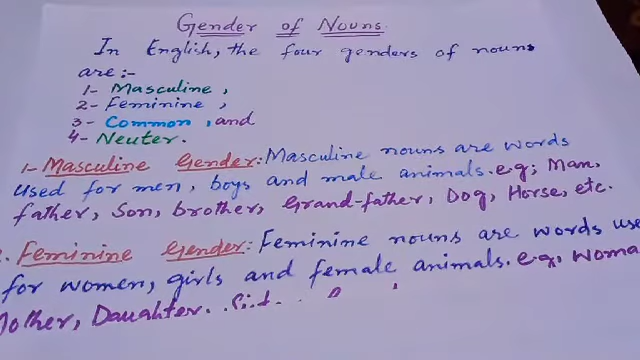 Gender of Nouns
In English, the four genders of nouns
are :-
1- Masculine,
2- Feminine,
3- Common, and
4- Neuter.
1- Masculine Gender: Masculine nouns are words
used for men, boys and male animals. e.g; Man,
father, Son, brother, Grand-father, Dog, Horse, etc.
2. Feminine Gender: Feminine nouns are words use
for women, girls and female animals. e.g, Woma
Mother, Daughter.